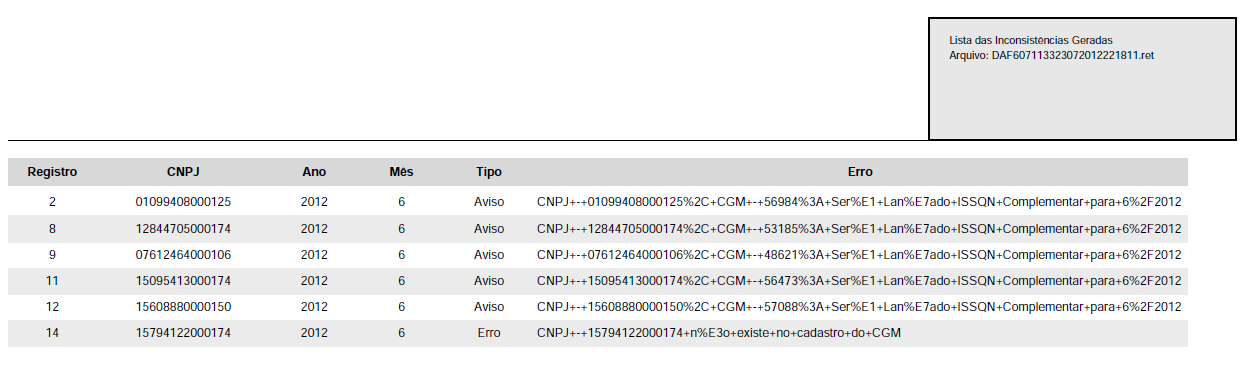 Lista das Inconsistências Geradas
Arquivo: DAF607113323072012221811.ret
Registro CNPJ Ano Mês Tipo Erro
2 01099408000125 2012 6 Aviso CNPJ+-+01099408000125%2C+CGM+-+56984%3A+Ser%E1+Lan%E7ado+ISSQN+Complementar+para+6%2F2012
8 12844705000174 2012 6 Aviso CNPJ+-+12844705000174%2C+CGM+-+53185%3A+Ser%E1+Lan%E7ado+ISSQN+Complementar+para+6%2F2012
9 07612464000106 2012 6 Aviso CNPJ+-+07612464000106%2C+CGM+-+48621%3A+Ser%E1+Lan%E7ado+ISSQN+Complementar+para+6%2F2012
11 15095413000174 2012 6 Aviso CNPJ+-+15095413000174%2C+CGM+-+56473%3A+Ser%E1+Lan%E7ado+ISSQN+Complementar+para+6%2F2012
12 15608880000150 2012 6 Aviso CNPJ+-+15608880000150%2C+CGM+-+57088%3A+Ser%E1+Lan%E7ado+ISSQN+Complementar+para+6%2F2012
14 15794122000174 2012 6 Erro CNPJ+-+15794122000174+n%E3o+existe+no+cadastro+do+CGM